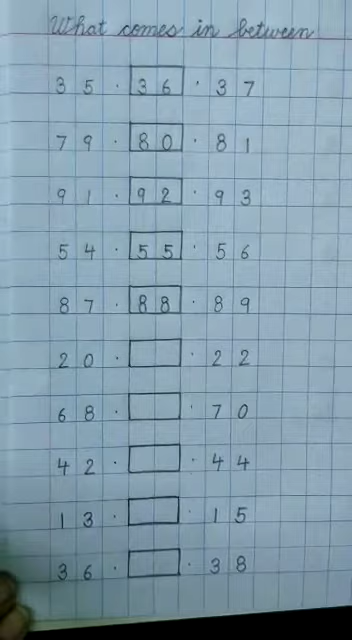 What comes in between
35 . 36 . 37
79 . 80 . 81
91 . 92 . 93
54 . 55 . 56
87 . 88 . 89
20 . . 22
68 . . 70
42 . . 44
13 . . 15
36 . . 38